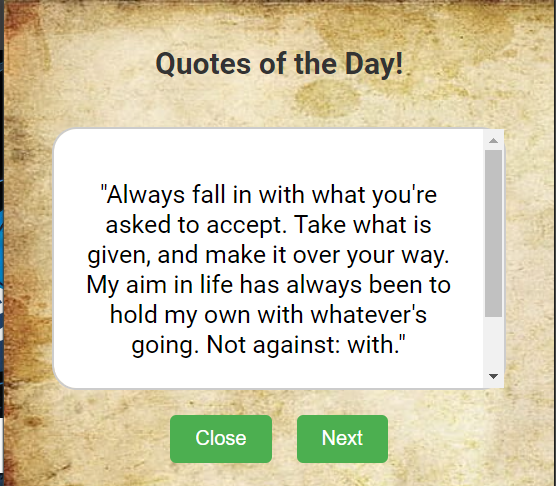 Quotes of the Day!
"Always fall in with what you're
asked to accept. Take what is
given, and make it over your way.
My aim in life has always been to
hold my own with whatever's
going. Not against: with."
Close
Next